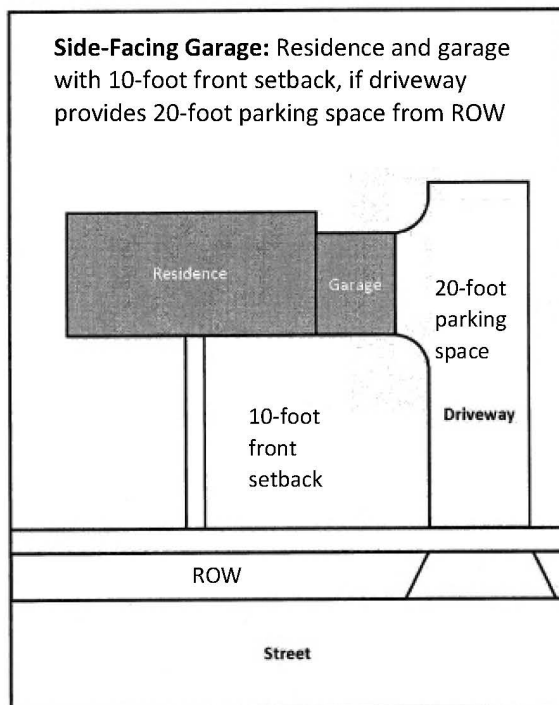 Side-Facing Garage: Residence and garage
with 10-foot front setback, if driveway
provides 20-foot parking space from ROW
Residence
Garage
20-foot
parking
space
10-foot
front
setback
Driveway
ROW
Street